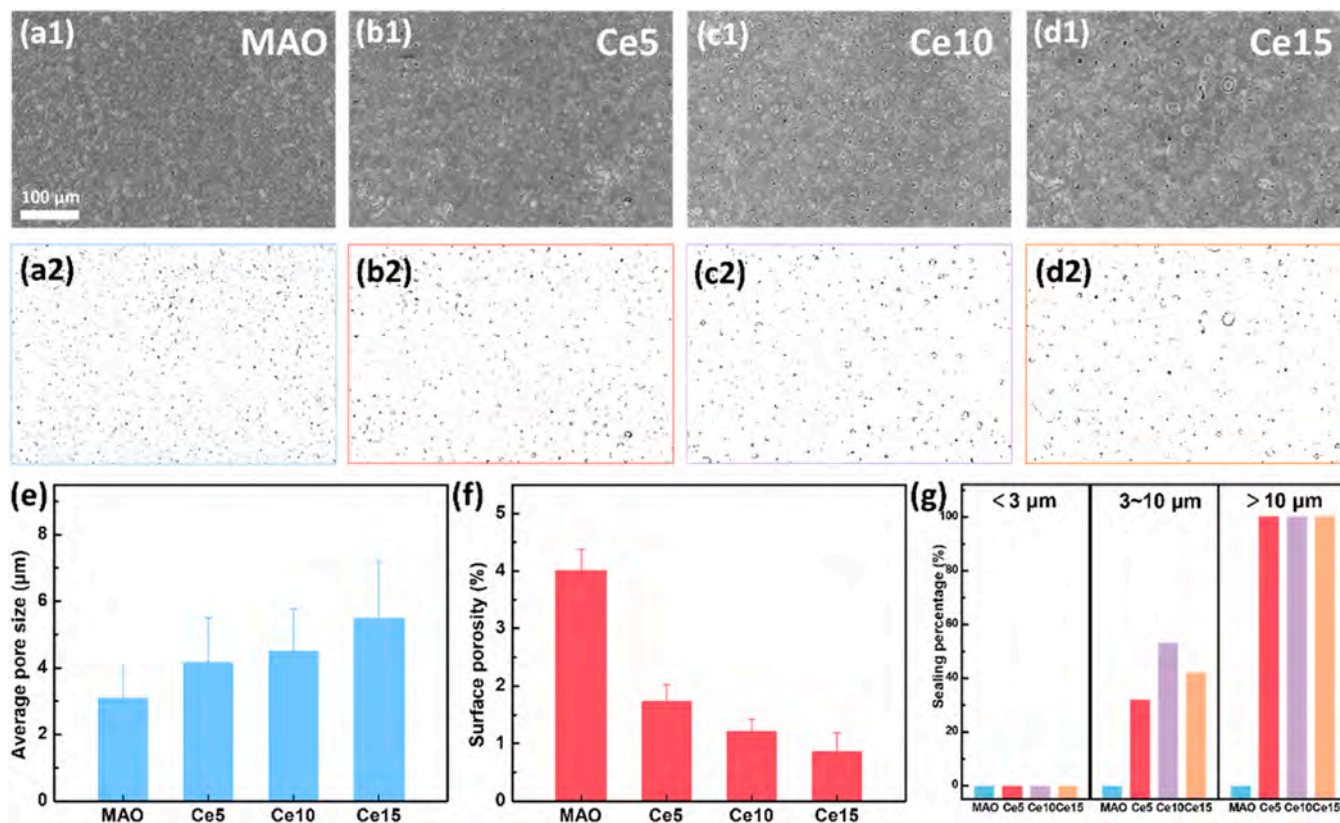 (a1) MAO
(b1) Ce5
(c1) Ce10
(d1) Ce15
100 µm
(a2)
(b2)
(c2)
(d2)
(e)
Average pore size (µm)
8
6
4
2
0
MAO Ce5 Ce10 Ce15
(f)
Surface porosity (%)
5
4
3
2
1
0
MAO Ce5 Ce10 Ce15
(g)
Sealing percentage (%)
< 3 µm 3~10 µm > 10 µm
100
80
60
40
20
0
MAO Ce5 Ce10 Ce15 MAO Ce5 Ce10 Ce15 MAO Ce5 Ce10 Ce15